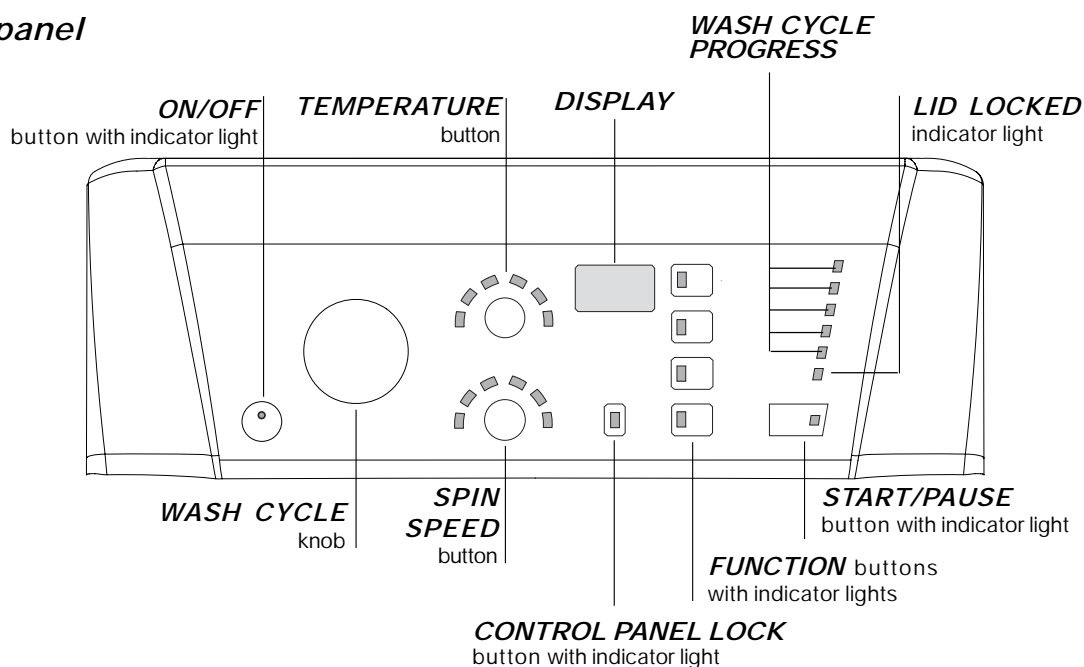 panel
WASH CYCLE
PROGRESS
ON/OFF
button with indicator light
TEMPERATURE
button
DISPLAY
LID LOCKED
indicator light
WASH CYCLE
knob
SPIN
SPEED
button
START/PAUSE
button with indicator light
FUNCTION buttons
with indicator lights
CONTROL PANEL LOCK
button with indicator light